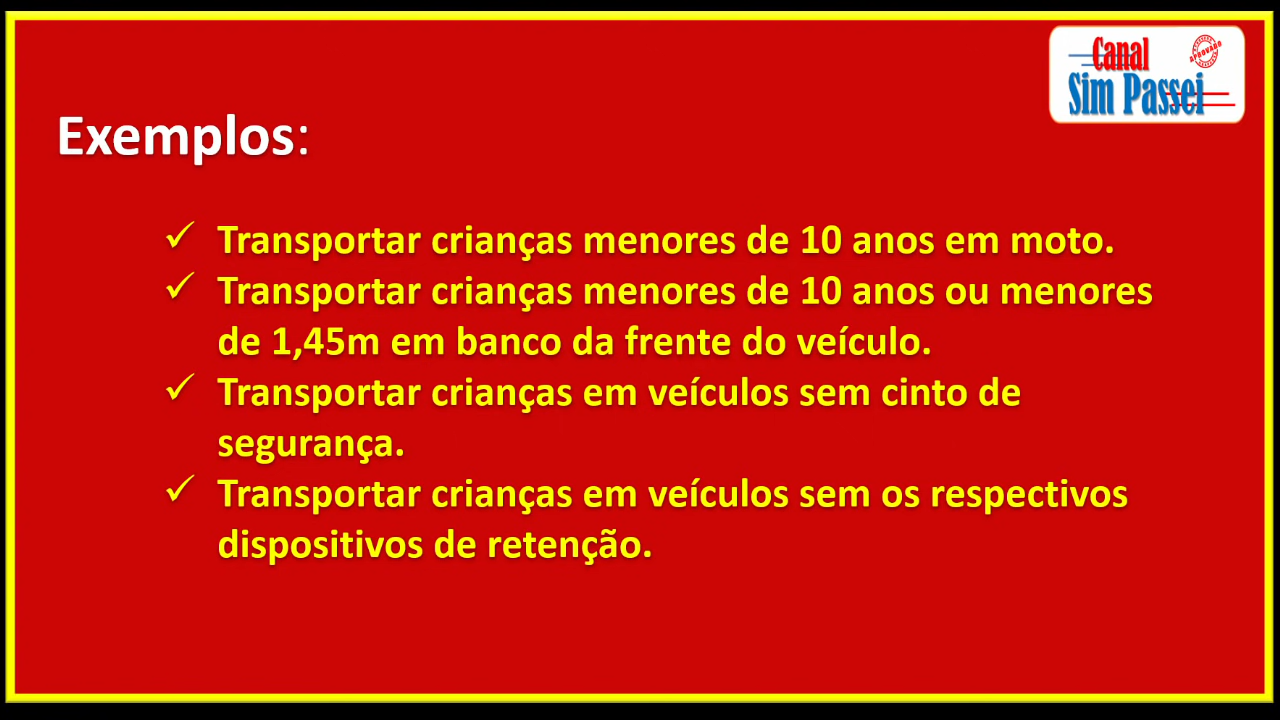 Canal
APROVADO
Sim Passei
Exemplos:
✓ Transportar crianças menores de 10 anos em moto.
✓ Transportar crianças menores de 10 anos ou menores
de 1,45m em banco da frente do veículo.
✓ Transportar crianças em veículos sem cinto de
segurança.
✓ Transportar crianças em veículos sem os respectivos
dispositivos de retenção.